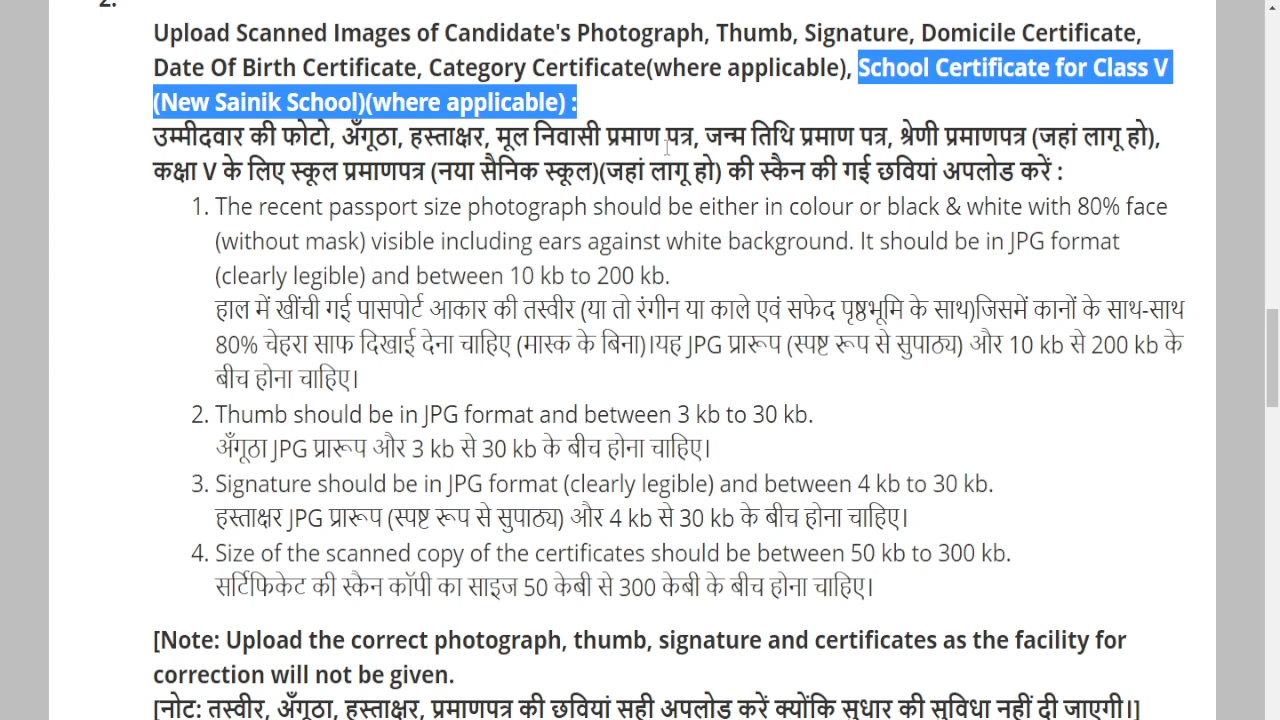 Upload Scanned Images of Candidate's Photograph, Thumb, Signature, Domicile Certificate,
Date Of Birth Certificate, Category Certificate(where applicable), School Certificate for Class V
(New Sainik School)(where applicable) :
उम्मीदवार की फोटो, अँगूठा, हस्ताक्षर, मूल निवासी प्रमाण पत्र, जन्म तिथि प्रमाण पत्र, श्रेणी प्रमाणपत्र (जहां लागू हो),
कक्षा V के लिए स्कूल प्रमाणपत्र (नया सैनिक स्कूल)(जहां लागू हो) की स्कैन की गई छवियां अपलोड करें :
1. The recent passport size photograph should be either in colour or black & white with 80% face
(without mask) visible including ears against white background. It should be in JPG format
(clearly legible) and between 10 kb to 200 kb.
हाल में खींची गई पासपोर्ट आकार की तस्वीर (या तो रंगीन या काले एवं सफेद पृष्ठभूमि के साथ)जिसमें कानों के साथ-साथ
80% चेहरा साफ दिखाई देना चाहिए (मास्क के बिना)।यह JPG प्रारूप (स्पष्ट रूप से सुपाठ्य) और 10 kb से 200 kb के
बीच होना चाहिए।
2. Thumb should be in JPG format and between 3 kb to 30 kb.
अँगूठा JPG प्रारूप और 3 kb से 30 kb के बीच होना चाहिए।
3. Signature should be in JPG format (clearly legible) and between 4 kb to 30 kb.
हस्ताक्षर JPG प्रारूप (स्पष्ट रूप से सुपाठ्य) और 4 kb से 30 kb के बीच होना चाहिए।
4. Size of the scanned copy of the certificates should be between 50 kb to 300 kb.
सर्टिफिकेट की स्कैन कॉपी का साइज 50 केबी से 300 केबी के बीच होना चाहिए।
[Note: Upload the correct photograph, thumb, signature and certificates as the facility for
correction will not be given.
[नोट: तस्वीर, अँगूठा, हस्ताक्षर, प्रमाणपत्र की छवियां सही अपलोड करें क्योंकि सुधार की सुविधा नहीं दी जाएगी।]